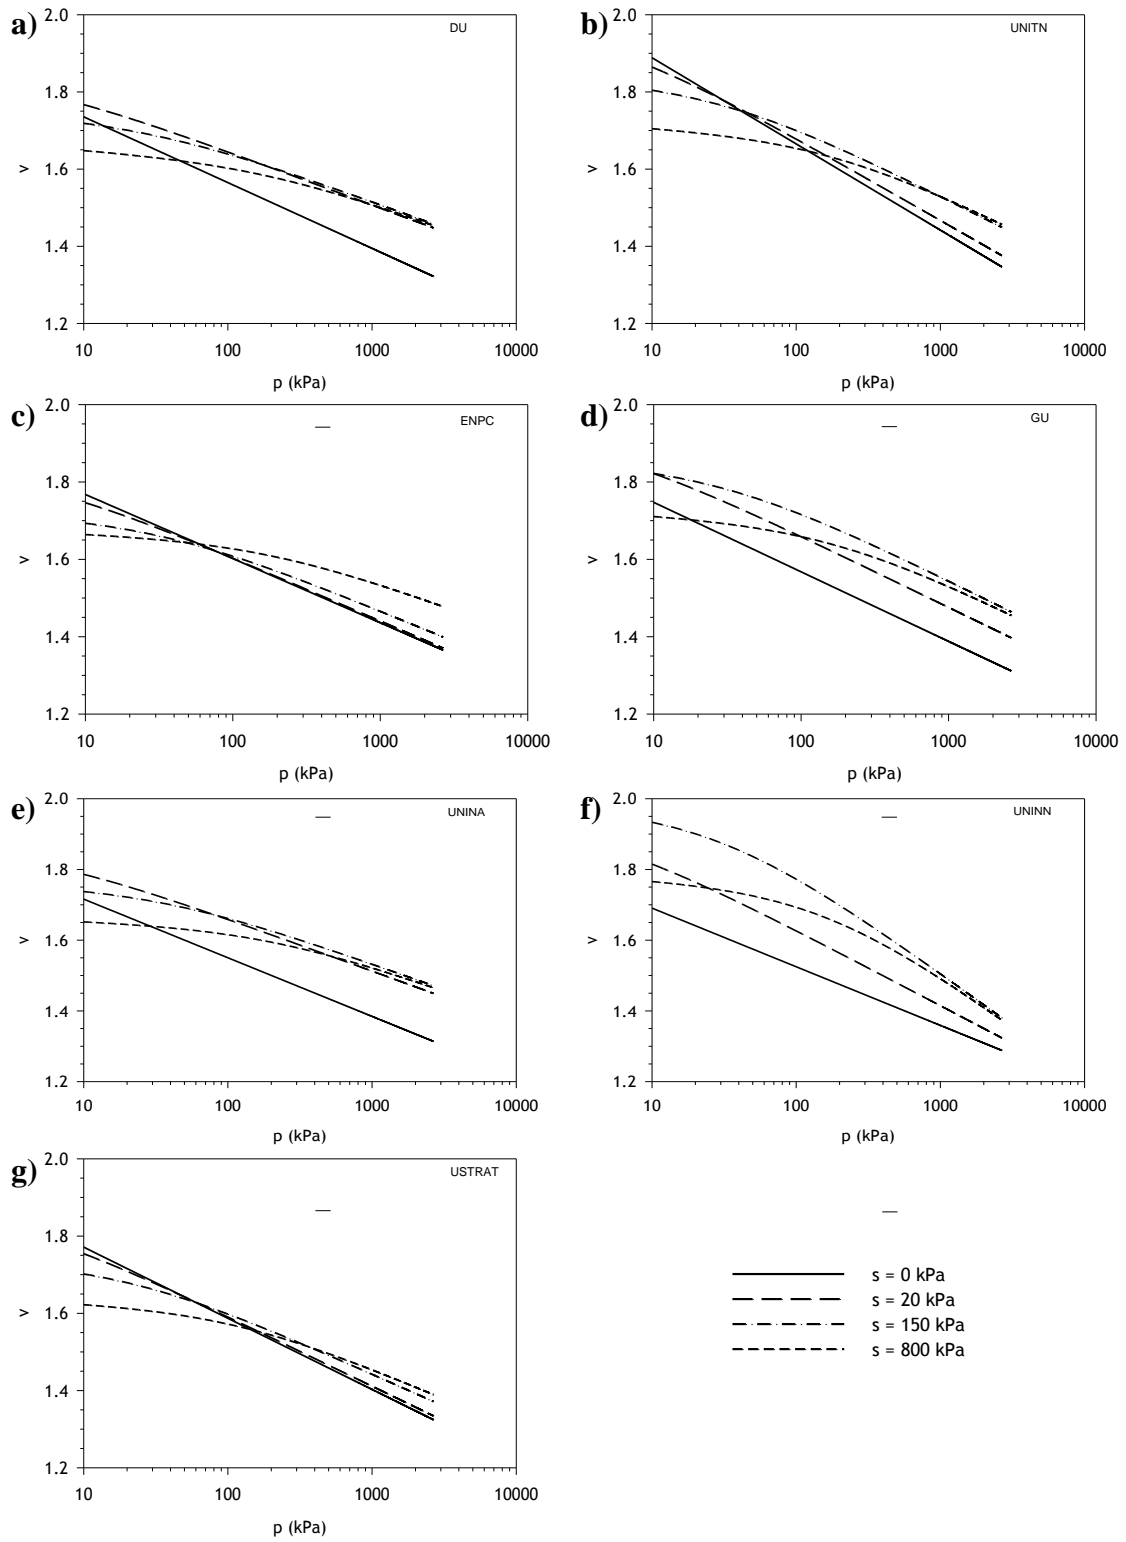 a)
DU
2.0
1.8
1.6
1.4
1.2
v
10 100 1000 10000
p (kPa)
b)
UNITN
2.0
1.8
1.6
1.4
1.2
v
10 100 1000 10000
p (kPa)
c)
ENPC
2.0
1.8
1.6
1.4
1.2
v
10 100 1000 10000
p (kPa)
d)
GU
2.0
1.8
1.6
1.4
1.2
v
10 100 1000 10000
p (kPa)
e)
UNINA
2.0
1.8
1.6
1.4
1.2
v
10 100 1000 10000
p (kPa)
f)
UNINN
2.0
1.8
1.6
1.4
1.2
v
10 100 1000 10000
p (kPa)
g)
USTRAT
2.0
1.8
1.6
1.4
1.2
v
10 100 1000 10000
p (kPa)
s = 0 kPa
s = 20 kPa
s = 150 kPa
s = 800 kPa